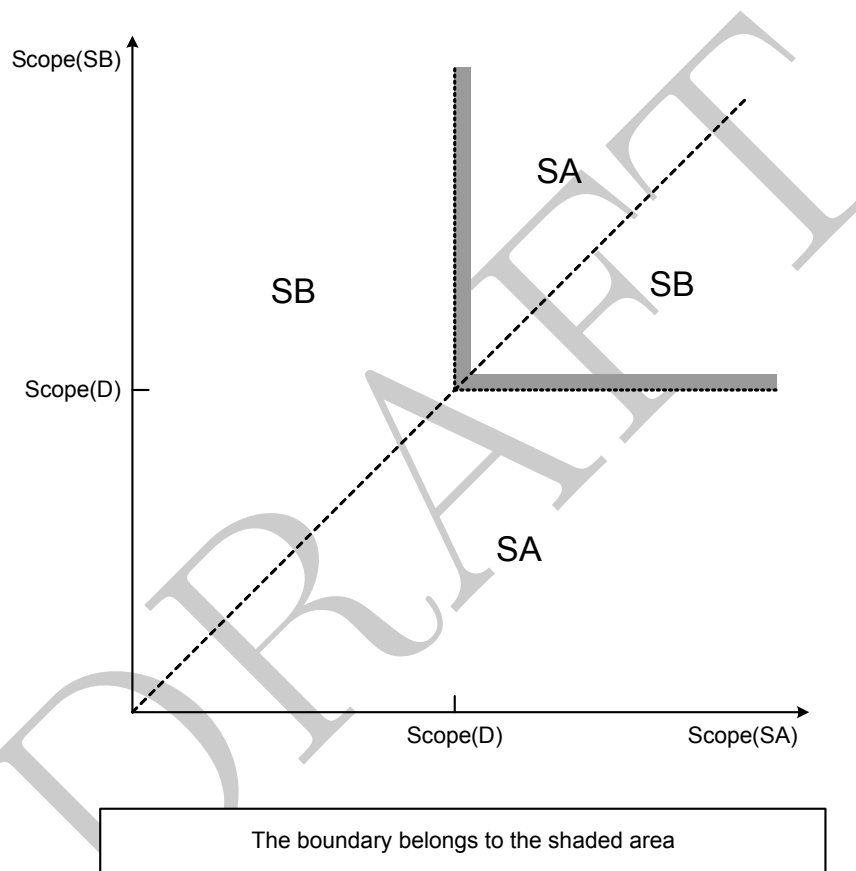 Scope(SB)
SA
SB
SB
Scope(D)
SA
Scope(D)
Scope(SA)
The boundary belongs to the shaded area
DRAFT